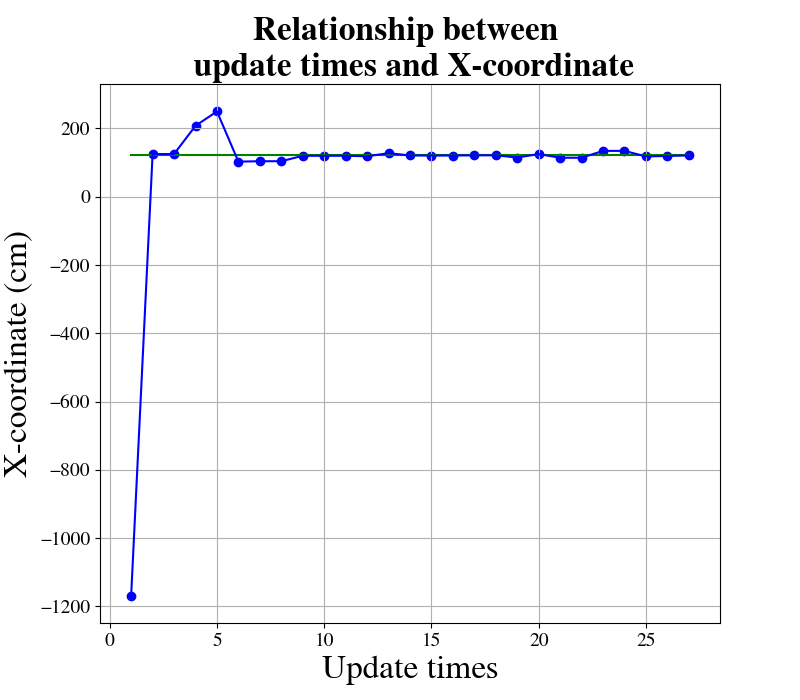 Relationship between
update times and X-coordinate
X-coordinate (cm)
200
0
−200
−400
−600
−800
−1000
−1200
0 5 10 15 20 25
Update times